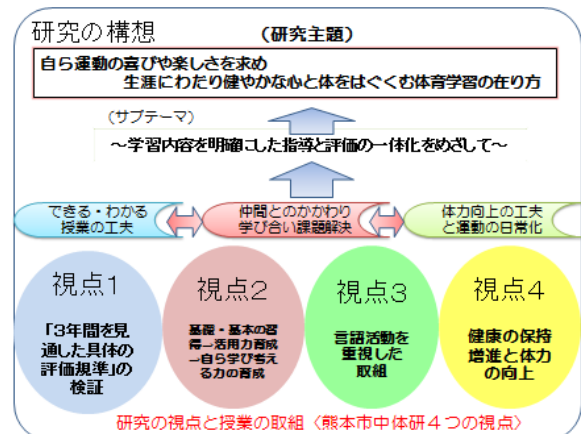 研究の構想
(研究主題)
自ら運動の喜びや楽しさを求め
生涯にわたり健やかな心と体をはぐくむ体育学習の在り方
(サブテーマ)
～学習内容を明確にした指導と評価の一体化をめざして～
できる・わかる
授業の工夫
仲間とのかかわり
学び合い課題解決
体力向上の工夫
と運動の日常化
視点1
「3年間を見
通した具体の
評価規準」の
検証
視点2
基礎・基本の習
得→活用力育成
→自ら学び考え
る力の育成
視点3
言語活動を
重視した
取組
視点4
健康の保持
増進と体力
の向上
研究の視点と授業の取組〈熊本市中体研4つの視点〉